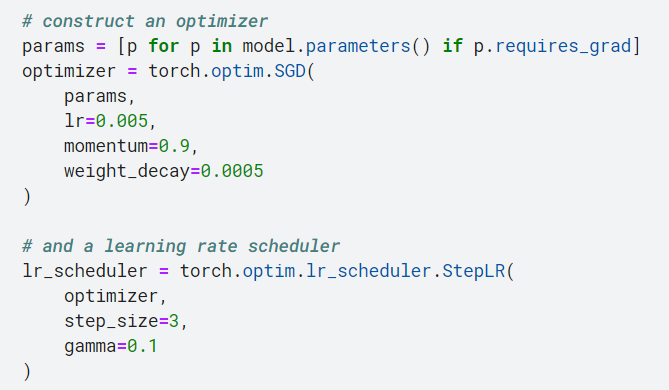 # construct an optimizer
params = [p for p in model.parameters() if p.requires_grad]
optimizer = torch.optim.SGD(
    params,
    lr=0.005,
    momentum=0.9,
    weight_decay=0.0005
)

# and a learning rate scheduler
lr_scheduler = torch.optim.lr_scheduler.StepLR(
    optimizer,
    step_size=3,
    gamma=0.1
)